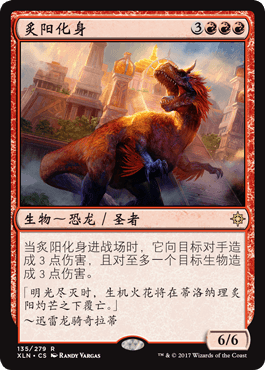 炙阳化身 3
生物～恐龙 / 圣者
当炙阳化身进战场时，它向目标对手造
成 3 点伤害，且对至多一个目标生物造
成 3 点伤害。
「明光尽灭时，生机火花将在蒂洛纳理炙
阳灼芒之下覆亡。」
～迅雷龙骑奇拉蒂
6/6
135/279 R
XLN • CS RANDY VARGAS
™ & © 2017 Wizards of the Coast